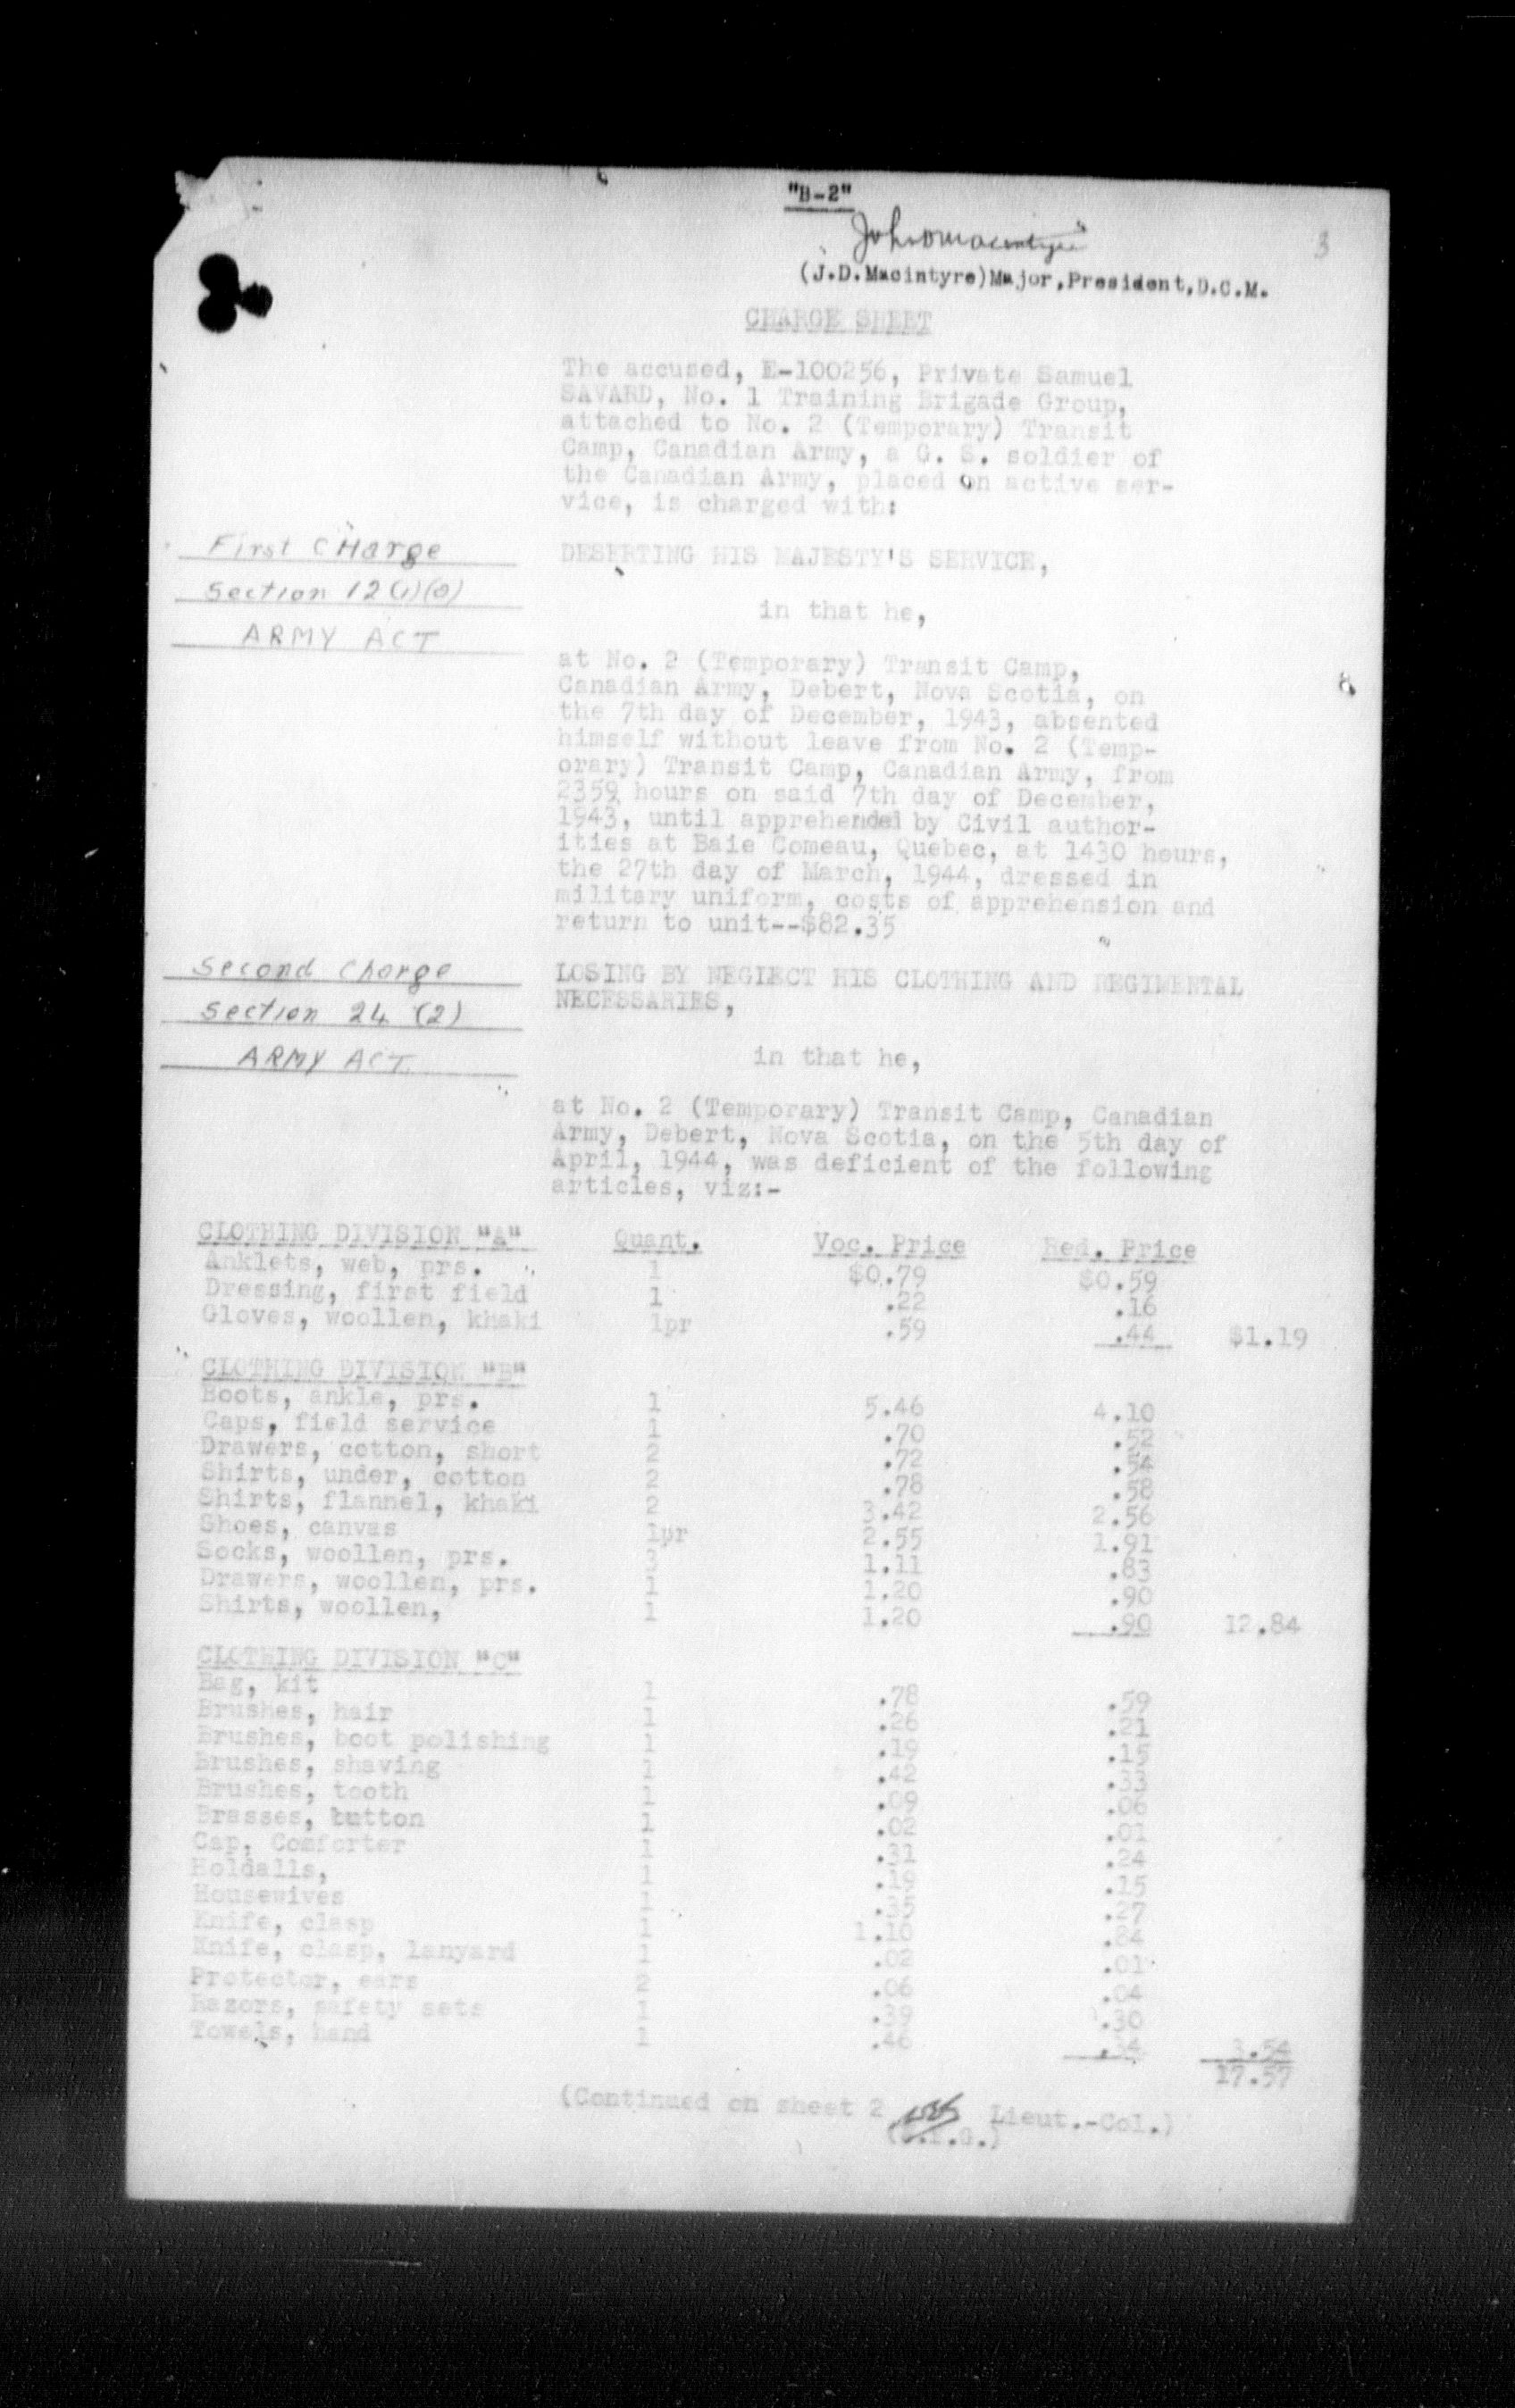 "B-2"
3
(J.D.Macintyre)Major,President,D.C.M.
CHARGE SHEET
The accused, E-100256, Private Samuel
SAVARD, No. 1 Training Brigade Group,
attached to No. 2 (Temporary) Transit
Camp, Canadian Army, a G. S. soldier of
the Canadian Army, placed on active ser-
vice, is charged with:
First CHarge
Section 12(1)(a)
ARMY ACT
DESERTING HIS MAJESTY'S SERVICE,
in that he,
at No. 2 (Temporary) Transit Camp,
Canadian Army, Debert, Nova Scotia, on
the 7th day of December, 1943, absented
himself without leave from No. 2 (Temp-
orary) Transit Camp, Canadian Army, from
2359 hours on said 7th day of December,
1943, until apprehended by Civil author-
ities at Baie Comeau, Quebec, at 1430 hours,
the 27th day of March, 1944, dressed in
military uniform, costs of apprehension and
return to unit--$82.35
Second Charge
Section 24 (2)
ARMY ACT
LOSING BY NEGLECT HIS CLOTHING AND REGIMENTAL
NECESSARIES,
in that he,
at No. 2 (Temporary) Transit Camp, Canadian
Army, Debert, Nova Scotia, on the 5th day of
April, 1944, was deficient of the following
articles, viz:-
CLOTHING DIVISION "A" Quant. Voc. Price Red. Price
Anklets, web, prs. 1 $0.79 $0.59
Dressing, first field 1 .22 .16
Gloves, woollen, khaki 1pr .59 .44 $1.19
CLOTHING DIVISION "B"
Boots, ankle, prs. 1 5.46 4.10
Caps, field service 1 .70 .52
Drawers, cotton, short 2 .72 .54
Shirts, under, cotton 2 .78 .58
Shirts, flannel, khaki 2 3.42 2.56
Shoes, canvas 1pr 2.55 1.91
Socks, woollen, prs. 3 1.11 .83
Drawers, woollen, prs. 1 1.20 .90
Shirts, woollen, 1 1.20 .90 12.84
CLOTHING DIVISION "C"
Bag, kit 1 .78 .59
Brushes, hair 1 .26 .21
Brushes, boot polishing 1 .19 .15
Brushes, shaving 1 .42 .33
Brushes, tooth 1 .09 .06
Brasses, button 1 .02 .01
Cap, Comforter 1 .31 .24
Holdalls, 1 .19 .15
Housewives 1 .35 .27
Knife, clasp 1 1.10 .84
Knife, clasp, lanyard 1 .02 .01
Protector, ears 2 .06 .04
Razors, safety sets 1 .39 .30
Towels, hand 1 .46 .34 3.54
17.57
(Continued on sheet 2 Lieut.-Col.)